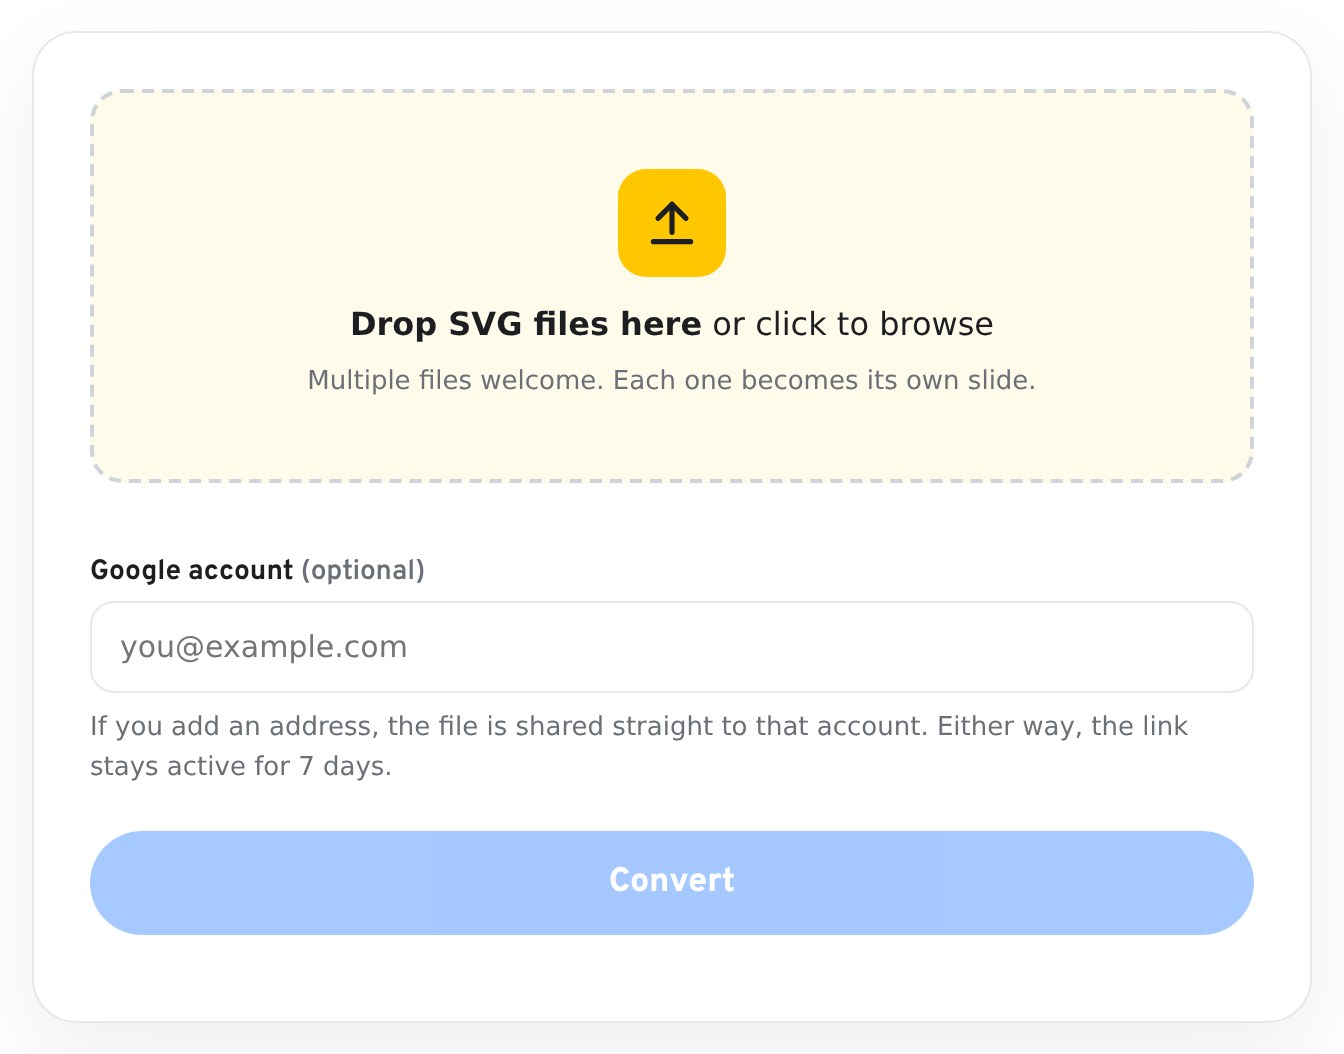 Drop SVG files here or click to browse
Multiple files welcome. Each one becomes its own slide.
Google account (optional)
you@example.com
If you add an address, the file is shared straight to that account. Either way, the link
stays active for 7 days.
Convert